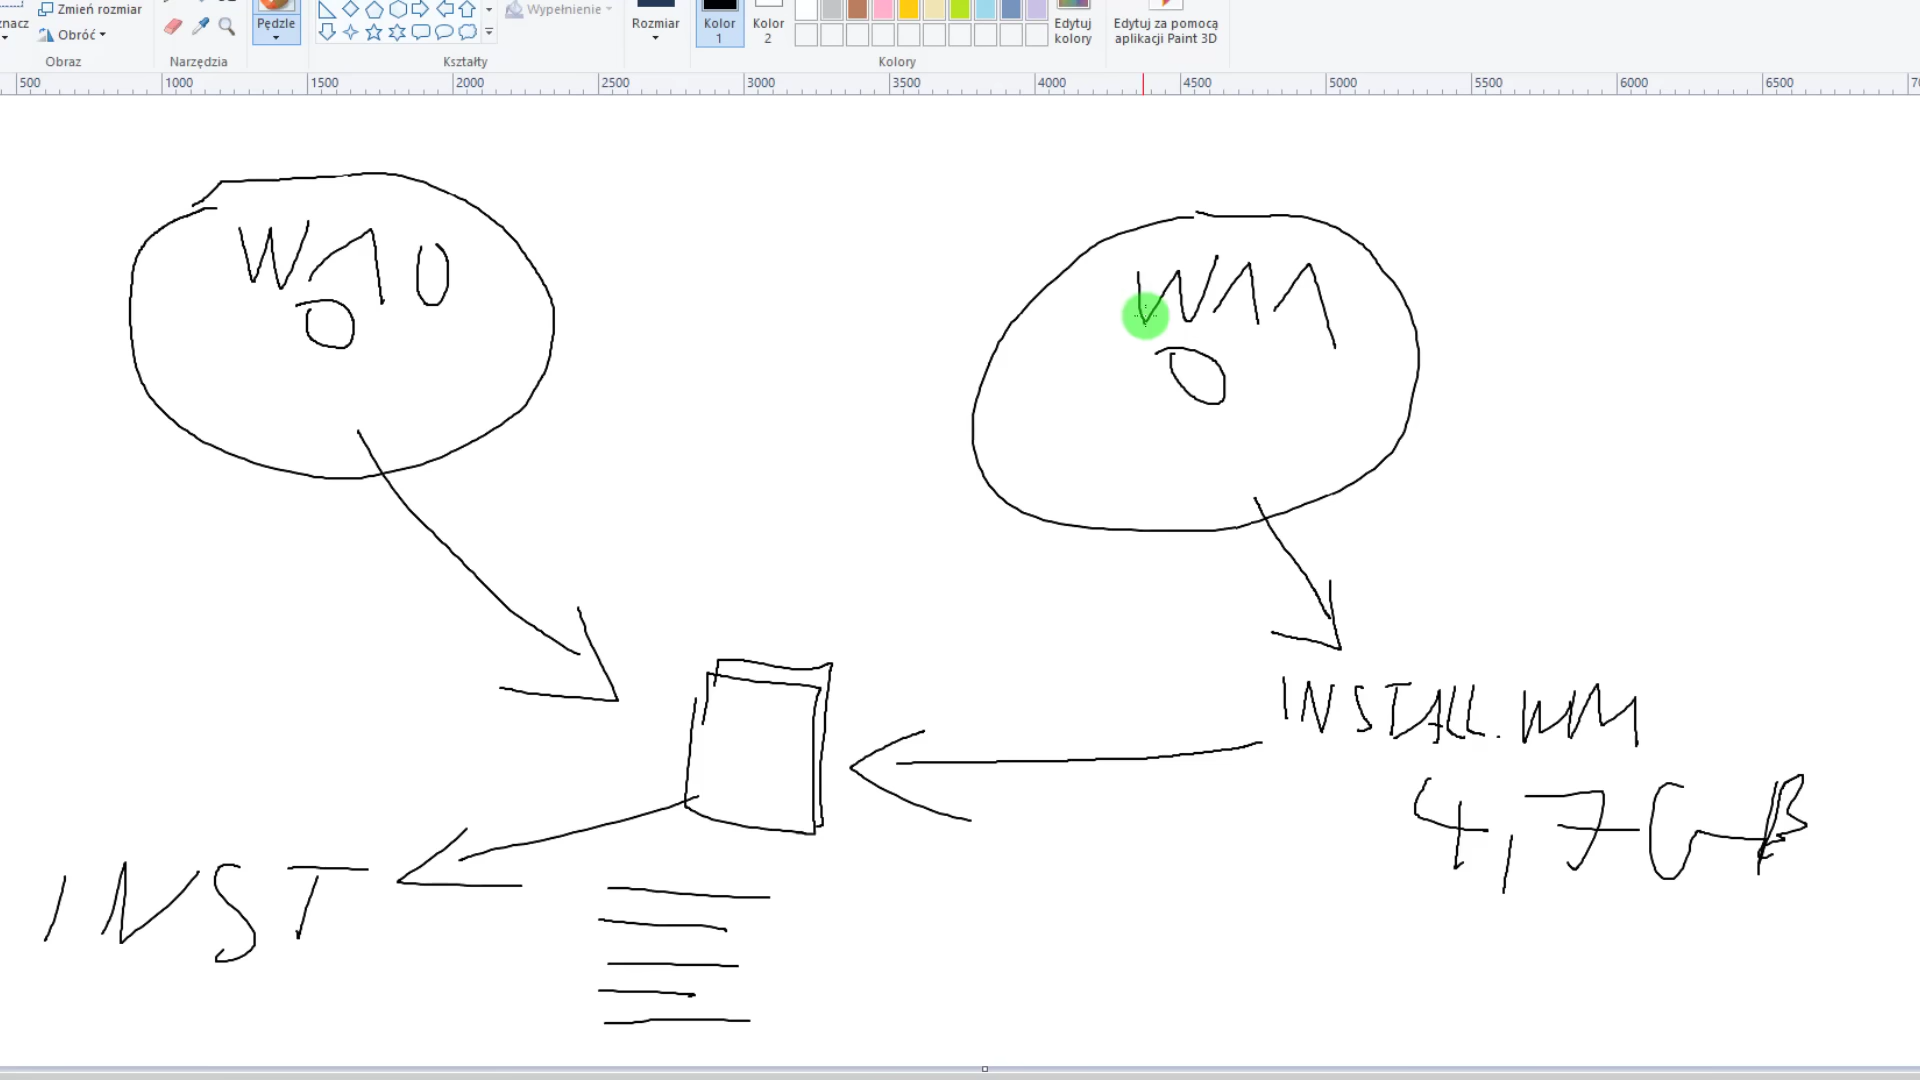 Zmień rozmiar
Obróć
Obraz
Narzędzia
Pędzle
Wypełnienie
Kształty
Rozmiar
Kolor
1
Kolor
2
Edytuj
kolory
Kolory
Edytuj za pomocą
aplikacji Paint 3D
500 1000 1500 2000 2500 3000 3500 4000 4500 5000 5500 6000 6500
W10
W11
INSTALL.WIM
4,7GB
INST